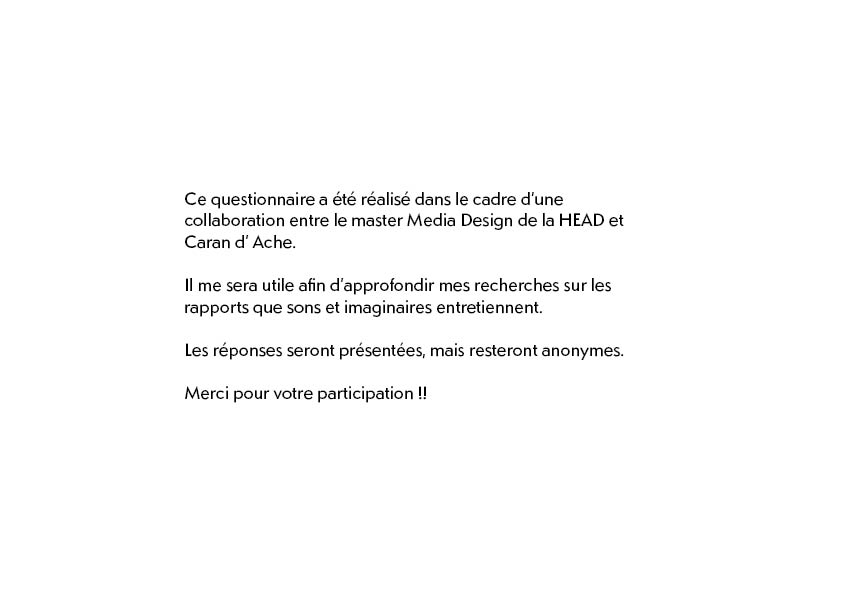 Ce questionnaire a été réalisé dans le cadre d’une
collaboration entre le master Media Design de la HEAD et
Caran d’ Ache.
Il me sera utile afin d’approfondir mes recherches sur les
rapports que sons et imaginaires entretiennent.
Les réponses seront présentées, mais resteront anonymes.
Merci pour votre participation !!